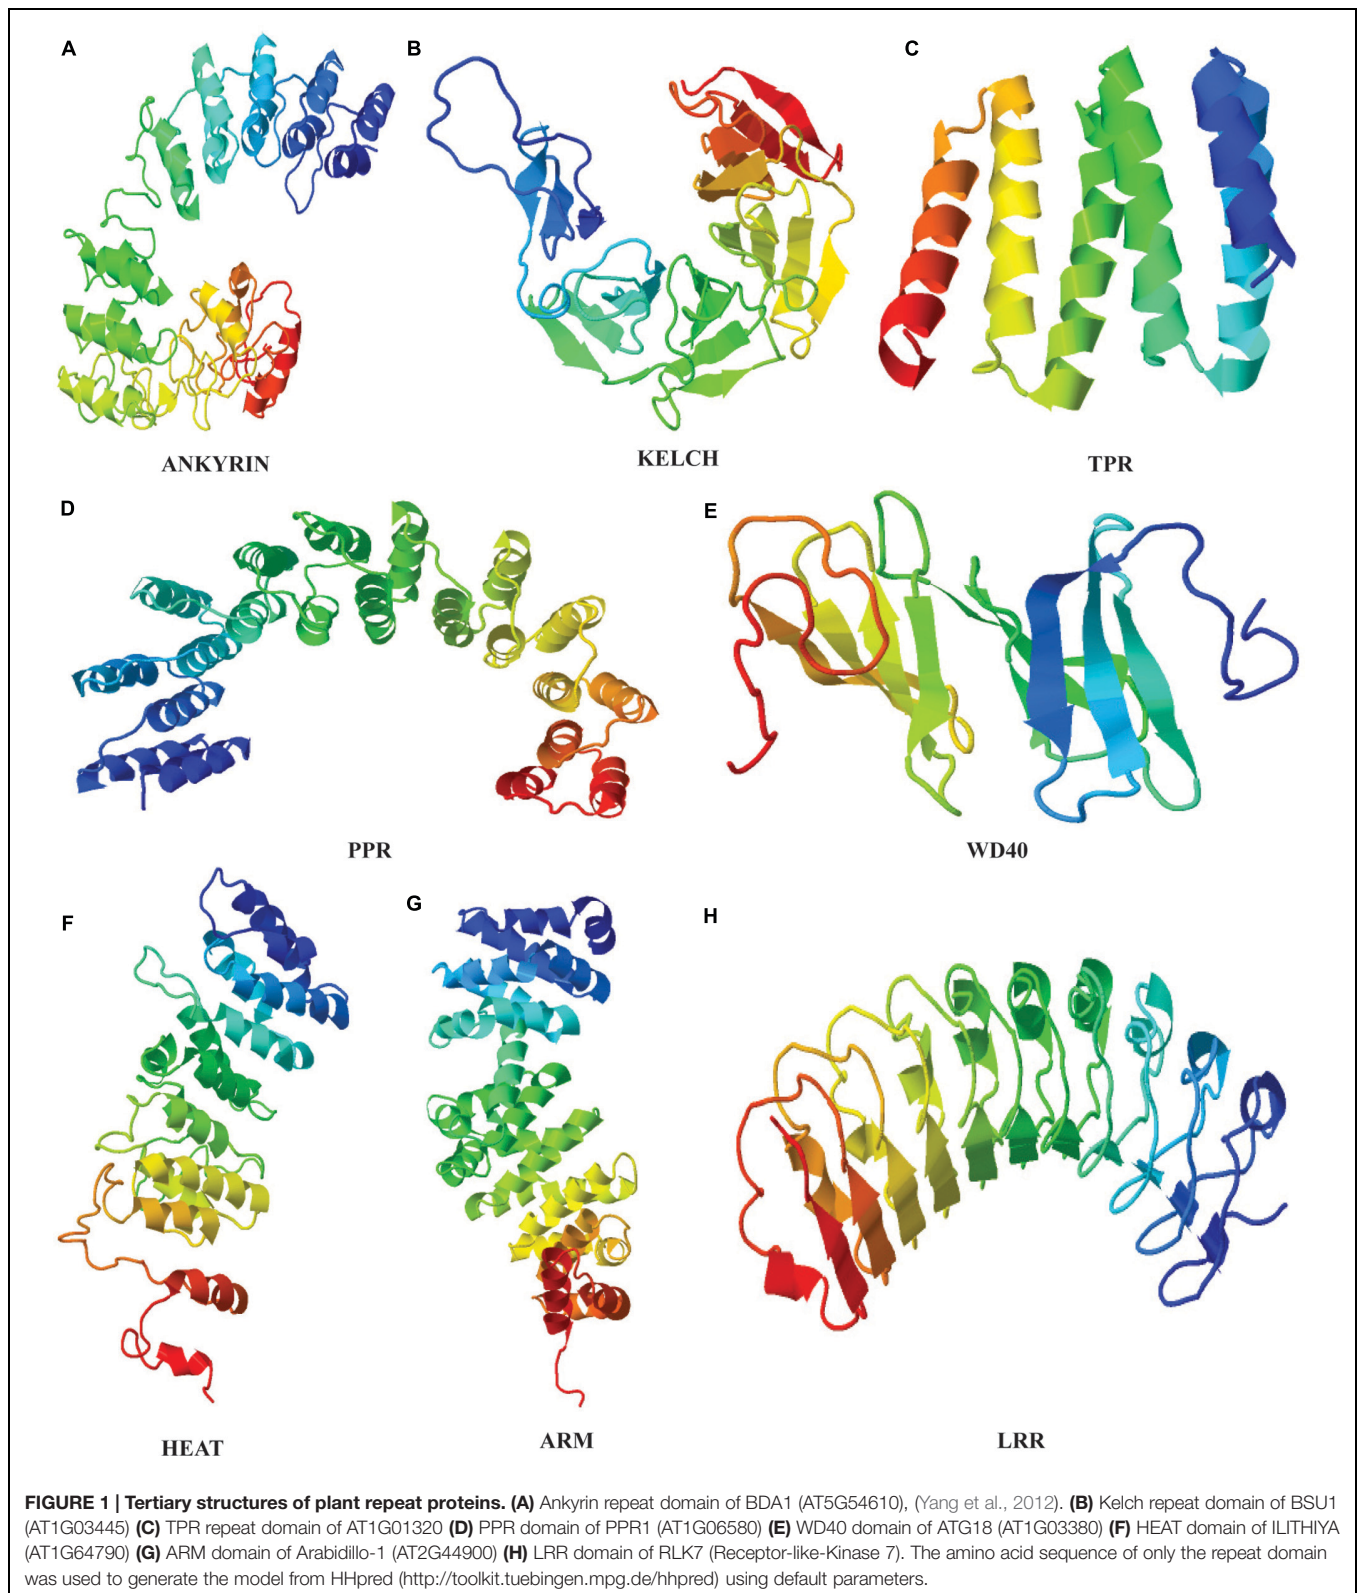 A
B
C
ANKYRIN
KELCH
TPR
D
E
PPR
WD40
F
G
H
HEAT
ARM
LRR
FIGURE 1 | Tertiary structures of plant repeat proteins. (A) Ankyrin repeat domain of BDA1 (AT5G54610), (Yang et al., 2012). (B) Kelch repeat domain of BSU1
(AT1G03445) (C) TPR repeat domain of AT1G01320 (D) PPR domain of PPR1 (AT1G06580) (E) WD40 domain of ATG18 (AT1G03380) (F) HEAT domain of ILITHIYA
(AT1G64790) (G) ARM domain of Arabidillo-1 (AT2G44900) (H) LRR domain of RLK7 (Receptor-like-Kinase 7). The amino acid sequence of only the repeat domain
was used to generate the model from HHpred (http://toolkit.tuebingen.mpg.de/hhpred) using default parameters.